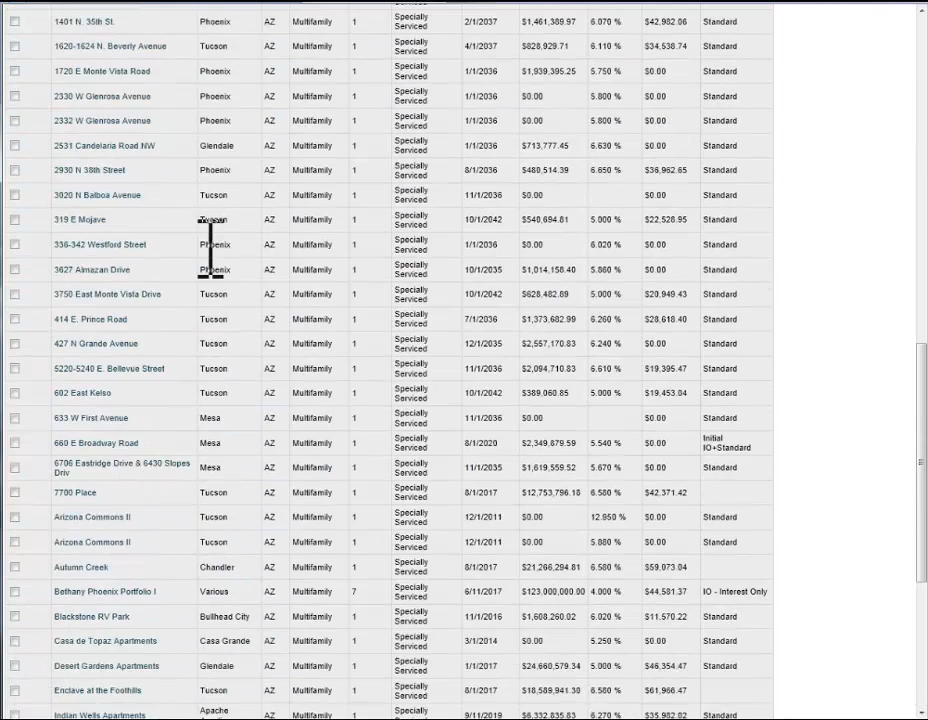 1401 N. 35th St. Phoenix AZ Multifamily 1 Specially Serviced 2/1/2037 $1,461,389.97 6.070 % $42,982.06 Standard
1620-1624 N. Beverly Avenue Tucson AZ Multifamily 1 Specially Serviced 4/1/2037 $828,929.71 6.110 % $34,538.74 Standard
1720 E Monte Vista Road Phoenix AZ Multifamily 1 Specially Serviced 1/1/2036 $1,939,395.25 5.750 % $0.00 Standard
2330 W Glenrosa Avenue Phoenix AZ Multifamily 1 Specially Serviced 1/1/2036 $0.00 5.800 % $0.00 Standard
2332 W Glenrosa Avenue Phoenix AZ Multifamily 1 Specially Serviced 1/1/2036 $0.00 5.800 % $0.00 Standard
2531 Candelaria Road NW Glendale AZ Multifamily 1 Specially Serviced 1/1/2036 $713,777.45 6.630 % $0.00 Standard
2930 N 38th Street Phoenix AZ Multifamily 1 Specially Serviced 8/1/2036 $480,514.39 6.650 % $36,962.65 Standard
3020 N Balboa Avenue Tucson AZ Multifamily 1 Specially Serviced 11/1/2036 $0.00 $0.00 Standard
319 E Mojave Tucson AZ Multifamily 1 Specially Serviced 10/1/2042 $540,694.81 5.000 % $22,528.95 Standard
336-342 Westford Street Phoenix AZ Multifamily 1 Specially Serviced 1/1/2036 $0.00 6.020 % $0.00 Standard
3627 Almazan Drive Phoenix AZ Multifamily 1 Specially Serviced 10/1/2035 $1,014,158.40 5.860 % $0.00 Standard
3750 East Monte Vista Drive Tucson AZ Multifamily 1 Specially Serviced 10/1/2042 $628,482.89 5.000 % $20,949.43 Standard
414 E. Prince Road Tucson AZ Multifamily 1 Specially Serviced 7/1/2036 $1,373,682.99 6.260 % $28,618.40 Standard
427 N Grande Avenue Tucson AZ Multifamily 1 Specially Serviced 12/1/2035 $2,557,170.83 6.240 % $0.00 Standard
5220-5240 E. Bellevue Street Tucson AZ Multifamily 1 Specially Serviced 11/1/2036 $2,094,710.83 6.610 % $19,395.47 Standard
602 East Kelso Tucson AZ Multifamily 1 Specially Serviced 10/1/2042 $389,060.85 5.000 % $19,453.04 Standard
633 W First Avenue Mesa AZ Multifamily 1 Specially Serviced 11/1/2036 $0.00 $0.00 Standard
660 E Broadway Road Mesa AZ Multifamily 1 Specially Serviced 8/1/2020 $2,349,879.59 5.540 % $0.00 Initial IO+Standard
6706 Eastridge Drive & 6430 Slopes Driv Mesa AZ Multifamily 1 Specially Serviced 11/1/2035 $1,619,559.52 5.670 % $0.00 Standard
7700 Place Tucson AZ Multifamily 1 Specially Serviced 8/1/2017 $12,753,796.18 6.580 % $42,371.42
Arizona Commons II Tucson AZ Multifamily 1 Specially Serviced 12/1/2011 $0.00 12.950 % $0.00 Standard
Arizona Commons II Tucson AZ Multifamily 1 Specially Serviced 12/1/2011 $0.00 5.880 % $0.00 Standard
Autumn Creek Chandler AZ Multifamily 1 Specially Serviced 8/1/2017 $21,266,294.81 6.580 % $59,073.04
Bethany Phoenix Portfolio I Various AZ Multifamily 7 Specially Serviced 6/11/2017 $123,000,000.00 4.000 % $44,581.37 IO - Interest Only
Blackstone RV Park Bullhead City AZ Multifamily 1 Specially Serviced 11/1/2016 $1,608,260.02 6.020 % $11,570.22 Standard
Casa de Topaz Apartments Casa Grande AZ Multifamily 1 Specially Serviced 3/1/2014 $0.00 5.250 % $0.00 Standard
Desert Gardens Apartments Glendale AZ Multifamily 1 Specially Serviced 1/1/2017 $24,660,579.34 5.000 % $46,354.47 Standard
Enclave at the Foothills Tucson AZ Multifamily 1 Specially Serviced 8/1/2017 $18,589,941.30 6.580 % $61,966.47
Indian Wells Apartments Apache AZ Multifamily 1 Specially 9/11/2019 $6,332,835.83 6.270 % $35,982.02 Standard